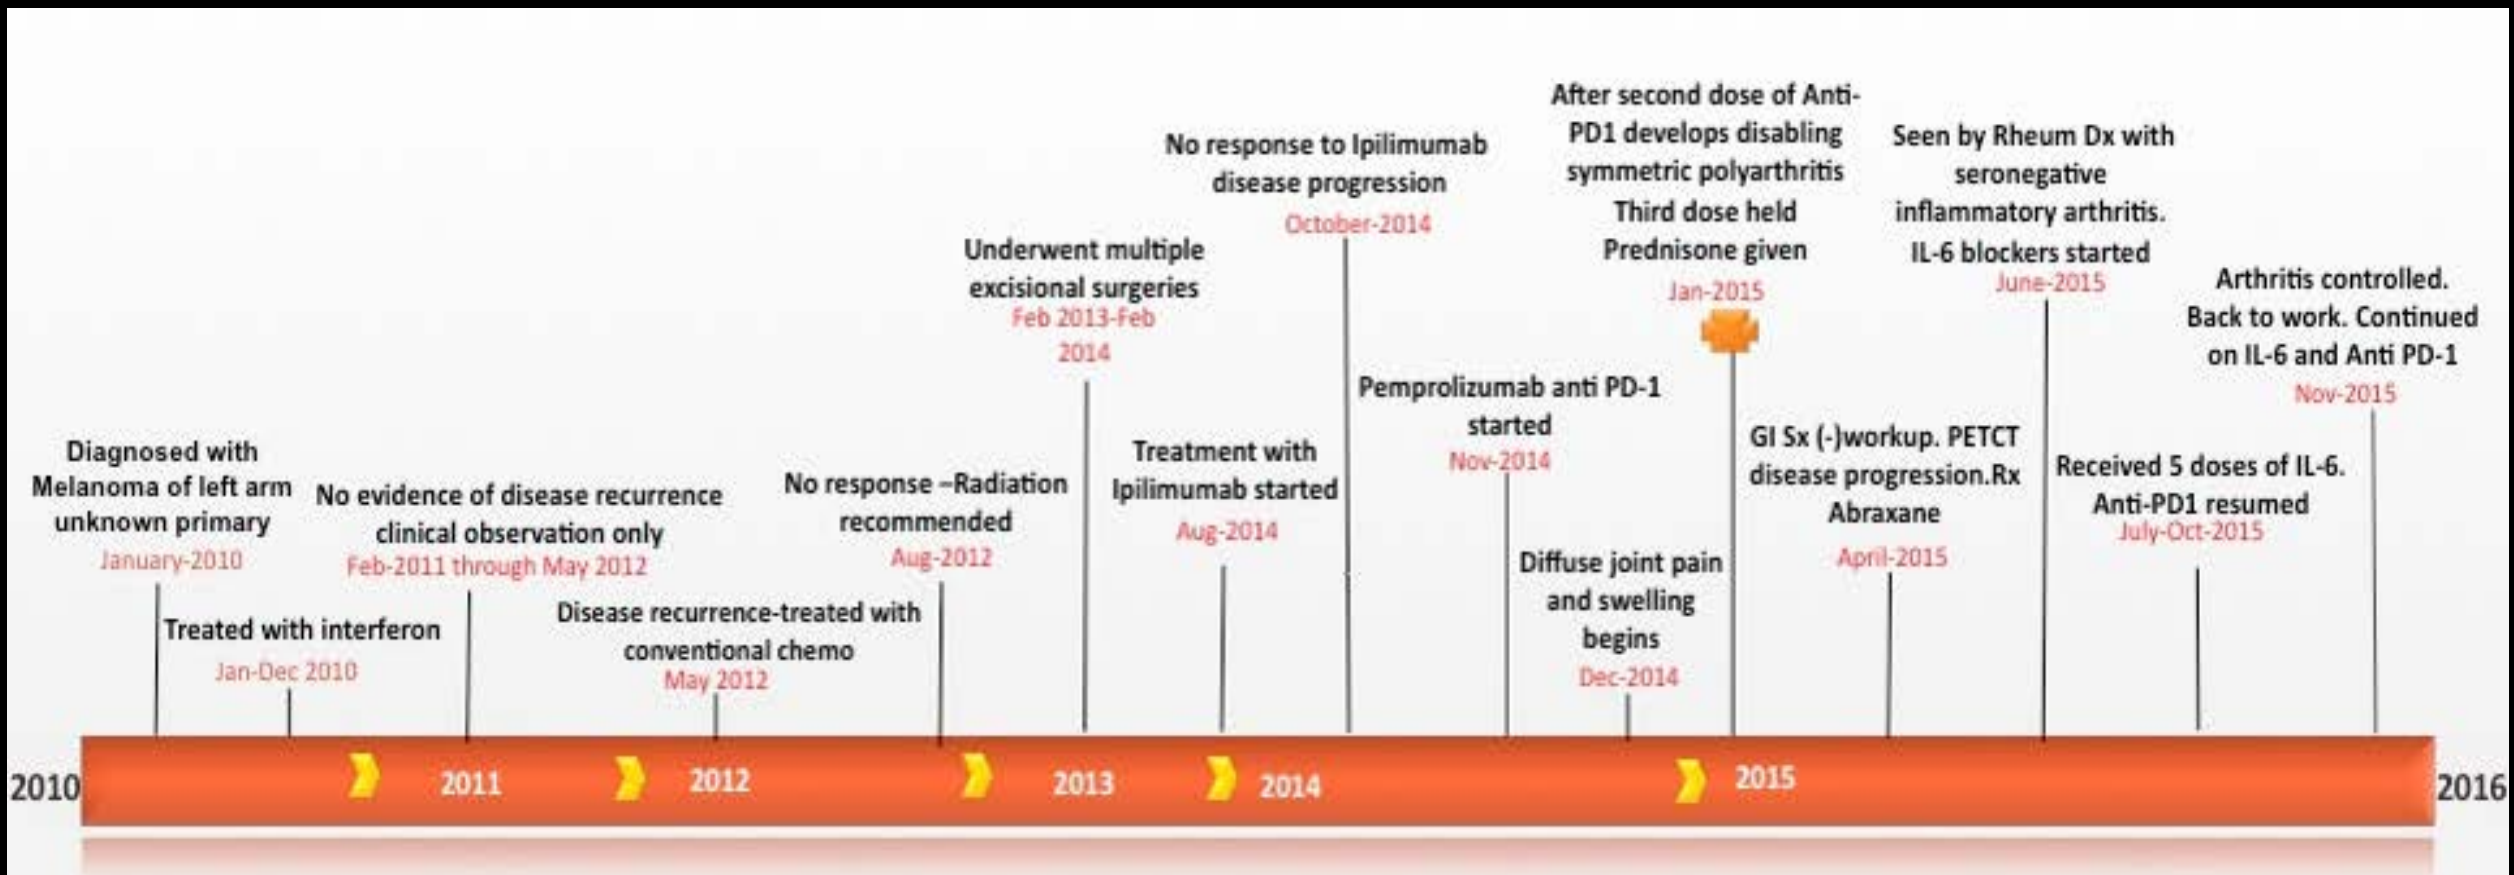 Diagnosed with
Melanoma of left arm
unknown primary
January-2010
Treated with interferon
Jan-Dec 2010
No evidence of disease recurrence
clinical observation only
Feb-2011 through May 2012
Disease recurrence-treated with
conventional chemo
May 2012
No response –Radiation
recommended
Aug-2012
Underwent multiple
excisional surgeries
Feb 2013-Feb
2014
Treatment with
Ipilimumab started
Aug-2014
No response to Ipilimumab
disease progression
October-2014
Pemprolizumab anti PD-1
started
Nov-2014
Diffuse joint pain
and swelling
begins
Dec-2014
After second dose of Anti-
PD1 develops disabling
symmetric polyarthritis
Third dose held
Prednisone given
Jan-2015
GI Sx (-)workup. PETCT
disease progression.Rx
Abraxane
April-2015
Seen by Rheum Dx with
seronegative
inflammatory arthritis.
IL-6 blockers started
June-2015
Received 5 doses of IL-6.
Anti-PD1 resumed
July-Oct-2015
Arthritis controlled.
Back to work. Continued
on IL-6 and Anti PD-1
Nov-2015
2010
2011
2012
2013
2014
2015
2016